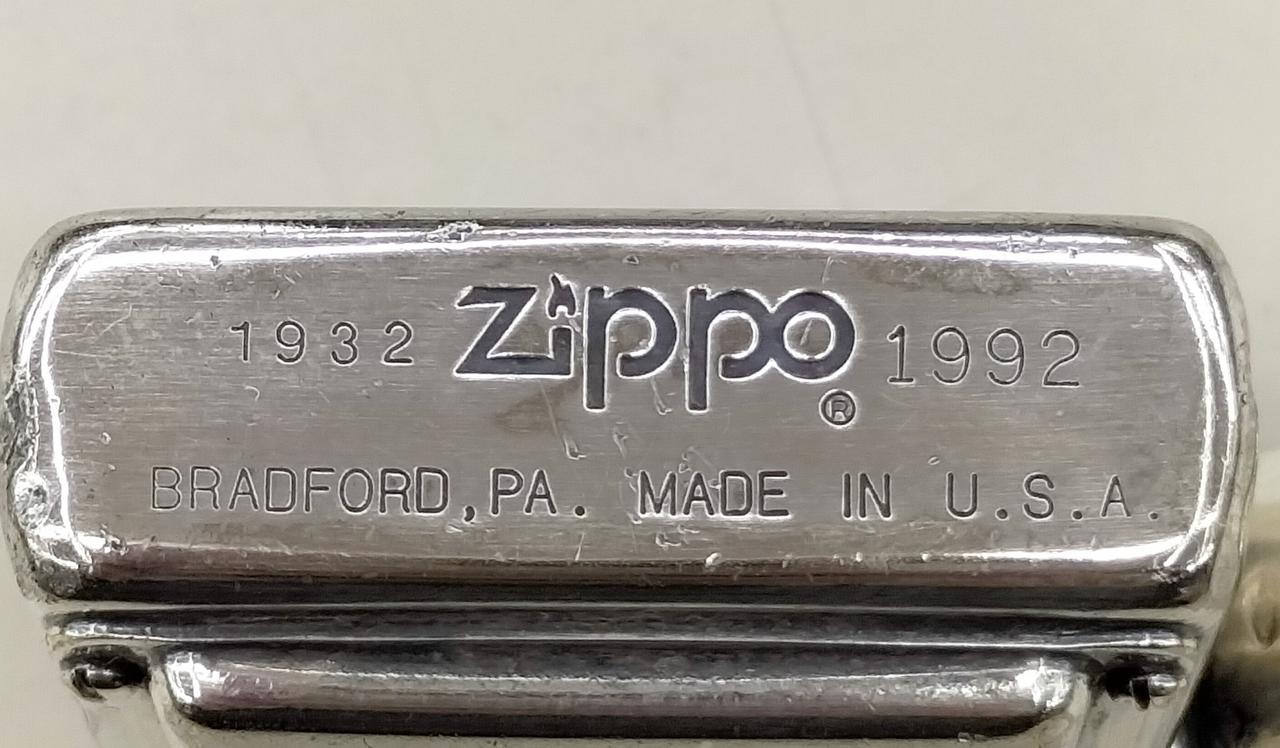 1932 Zippo 1992
®
BRADFORD, PA. MADE IN U.S.A.